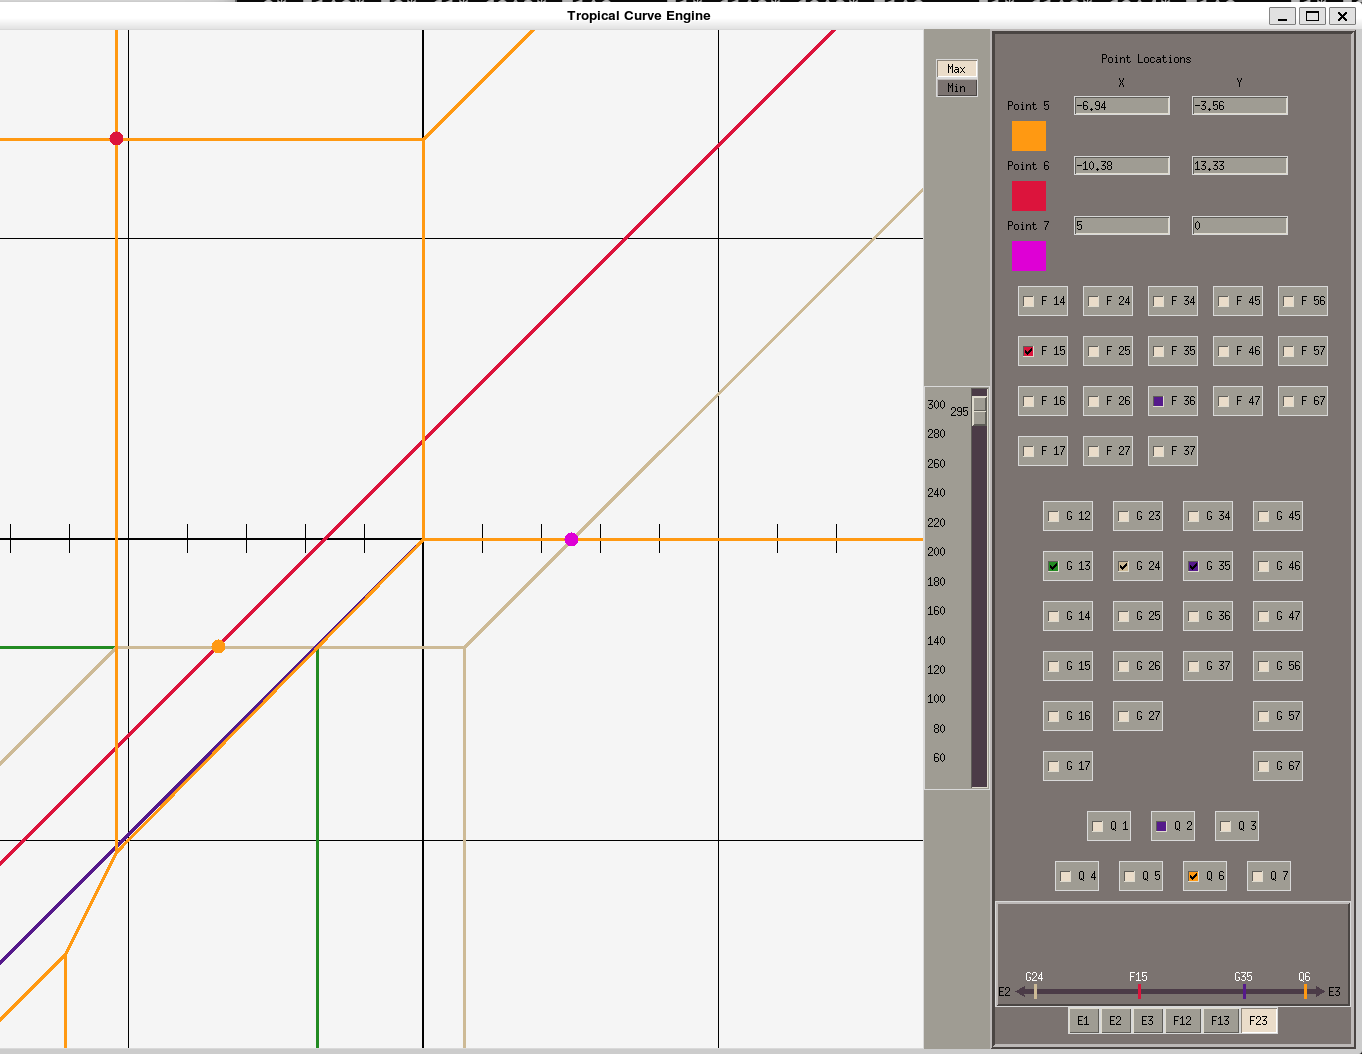 Tropical Curve Engine
Max
Min
Point Locations
X Y
Point 5 -6.94 -3.56
Point 6 -10.38 13.33
Point 7 5 0
F 14 F 24 F 34 F 45 F 56
F 15 F 25 F 35 F 46 F 57
F 16 F 26 F 36 F 47 F 67
F 17 F 27 F 37
300
295
280
260
240
220
200
180
160
140
120
100
80
60
G 12 G 23 G 34 G 45
G 13 G 24 G 35 G 46
G 14 G 25 G 36 G 47
G 15 G 26 G 37 G 56
G 16 G 27 G 57
G 17 G 67
Q 1 Q 2 Q 3
Q 4 Q 5 Q 6 Q 7
G24 F15 G35 Q6
E2 E3
E1 E2 E3 F12 F13 F23